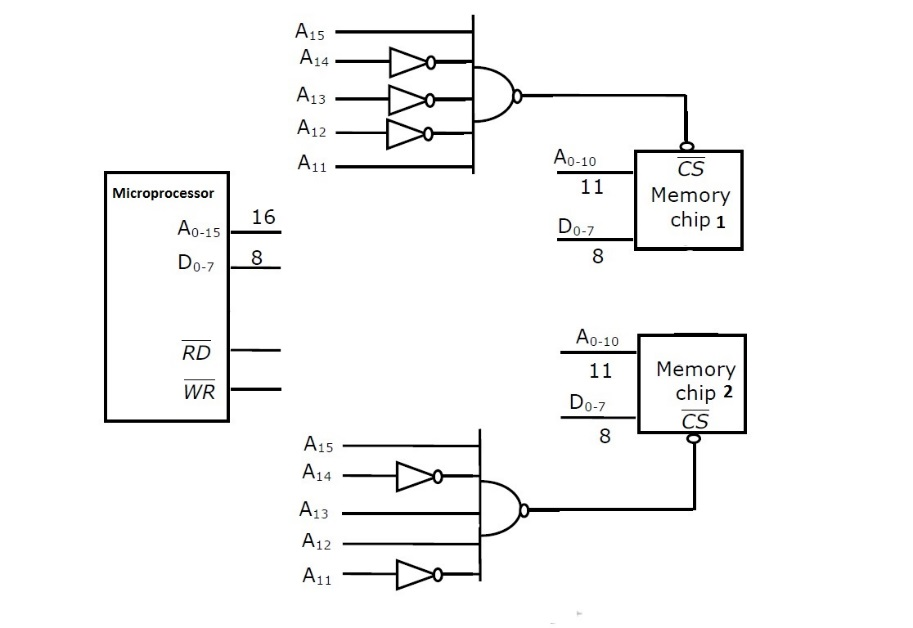 A15
A14
A13
A12
A11
A0-10
11
D0-7
8
CS
Memory
chip 1
Microprocessor
A0-15 16
D0-7 8
RD
WR
A0-10
11
D0-7
8
Memory
chip 2
CS
A15
A14
A13
A12
A11